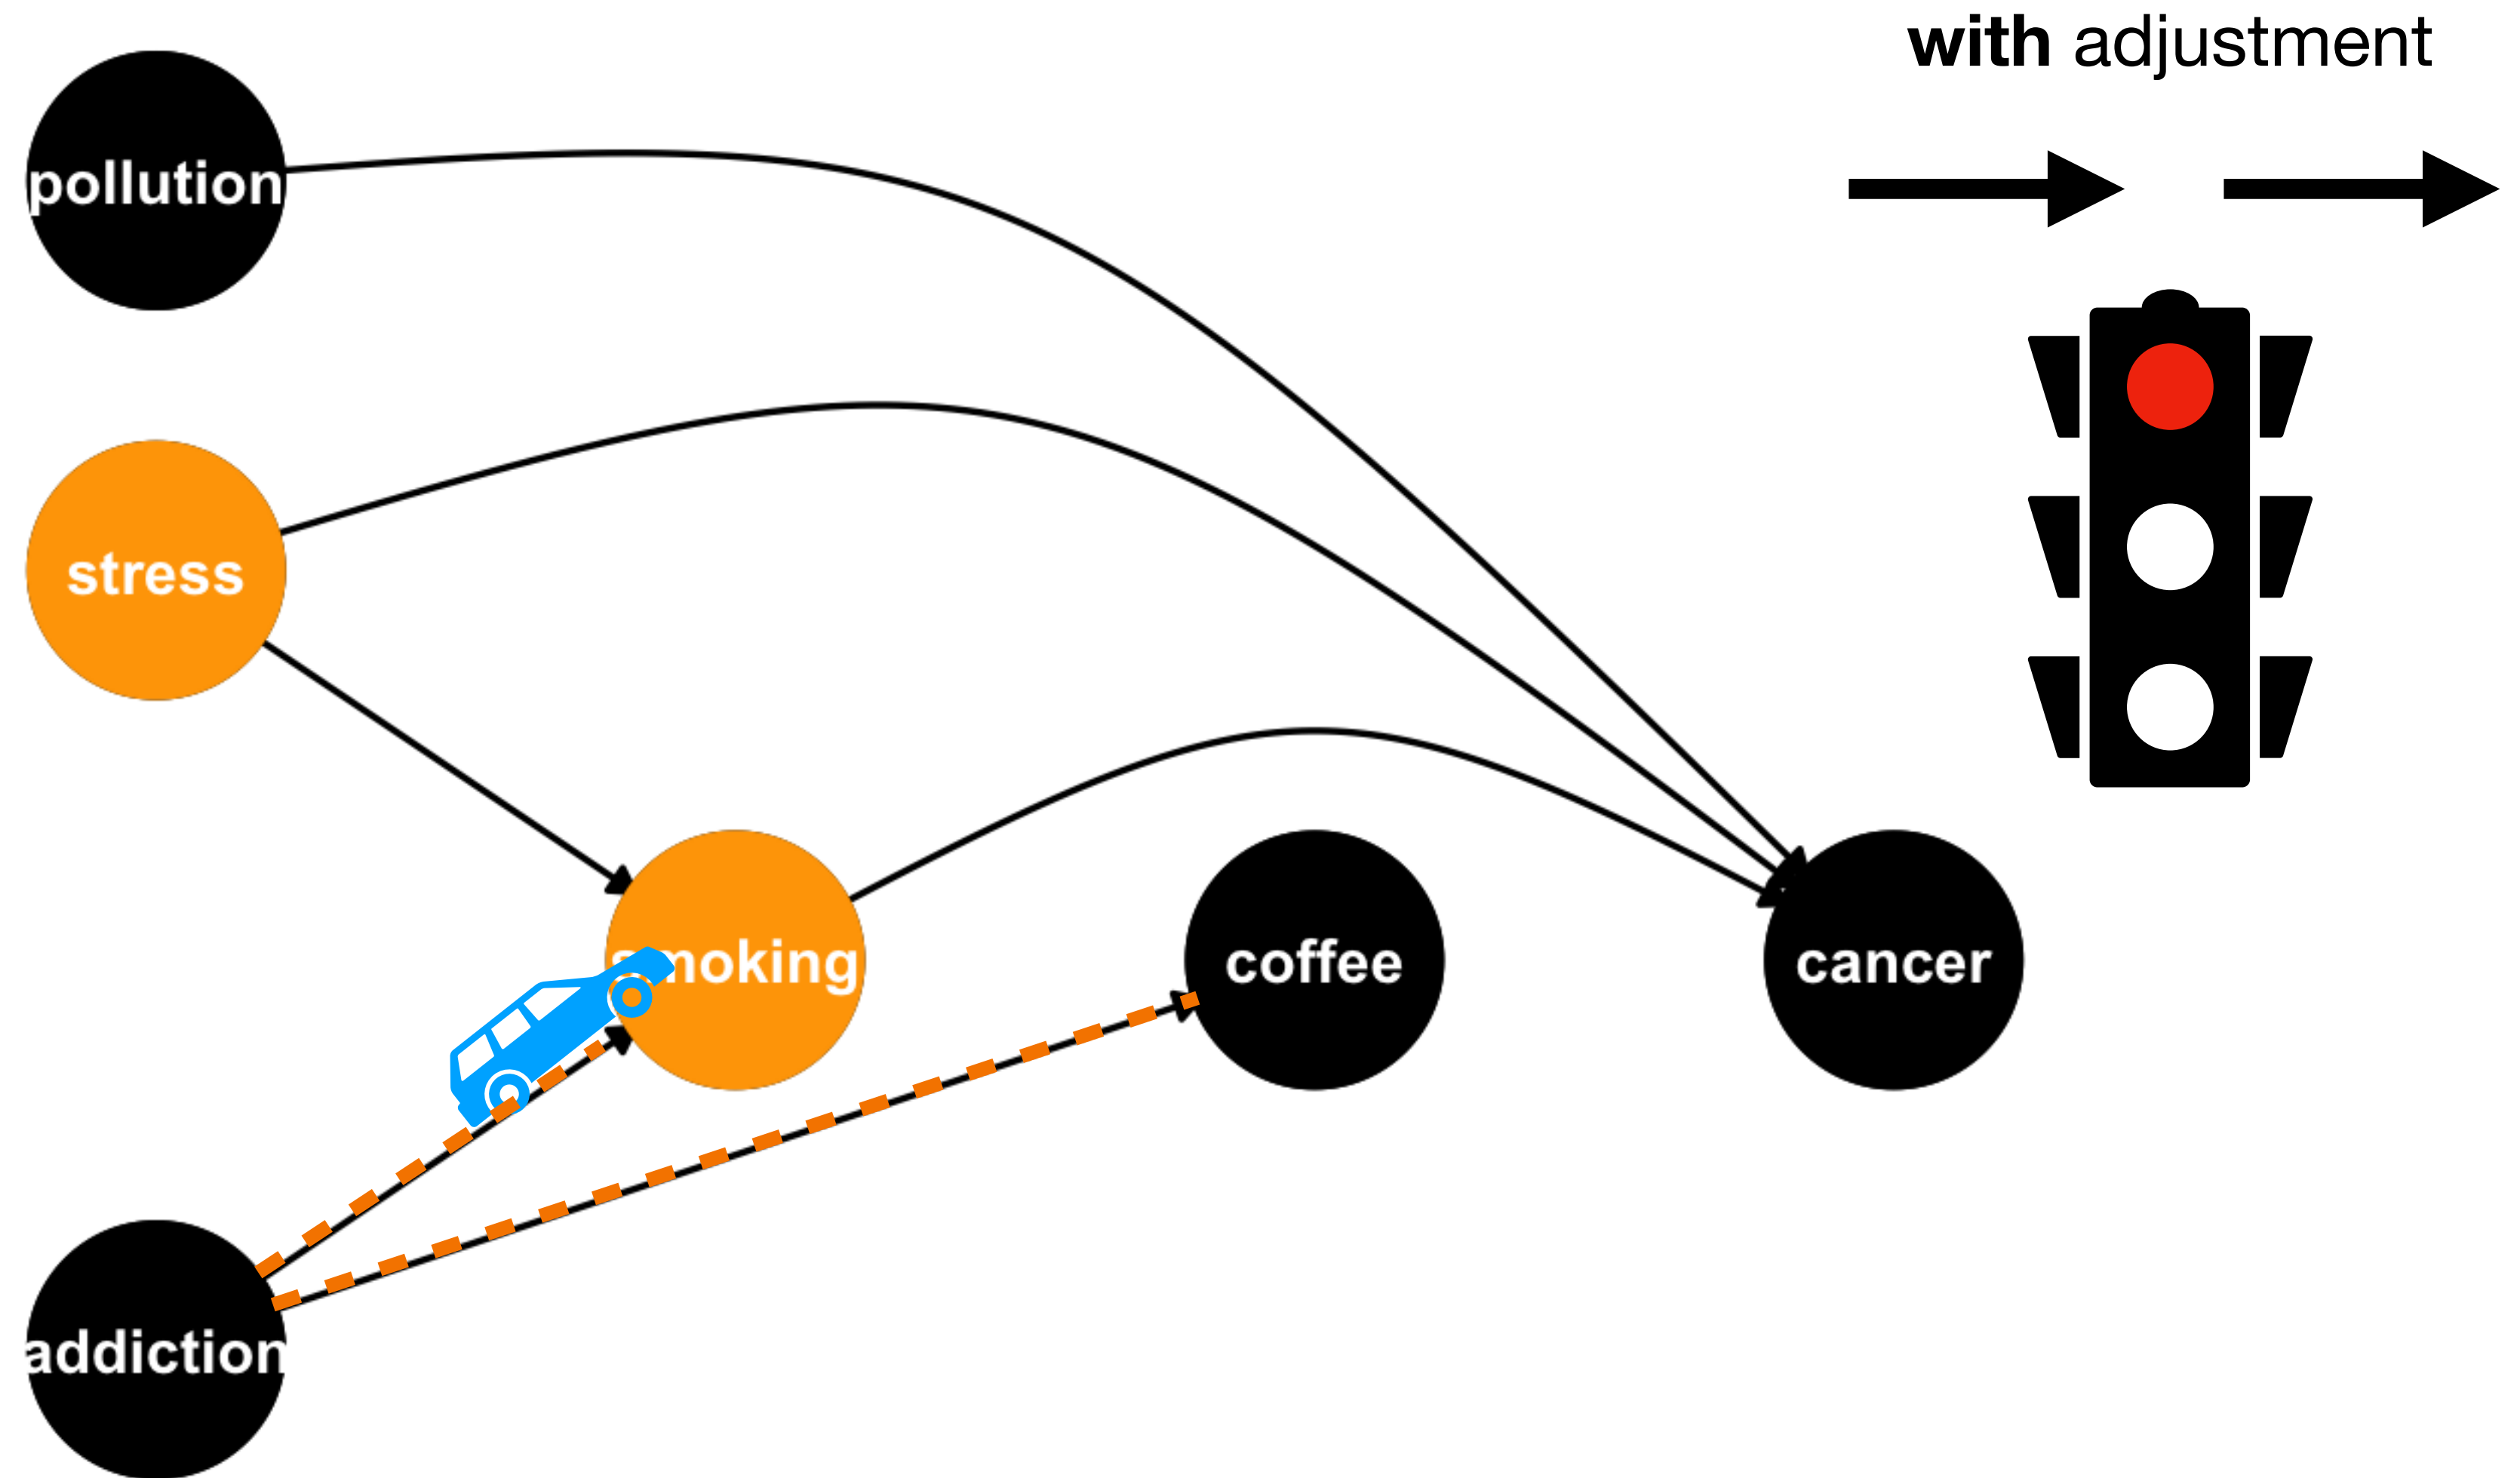 with adjustment
pollution
stress
smoking
coffee
cancer
addiction